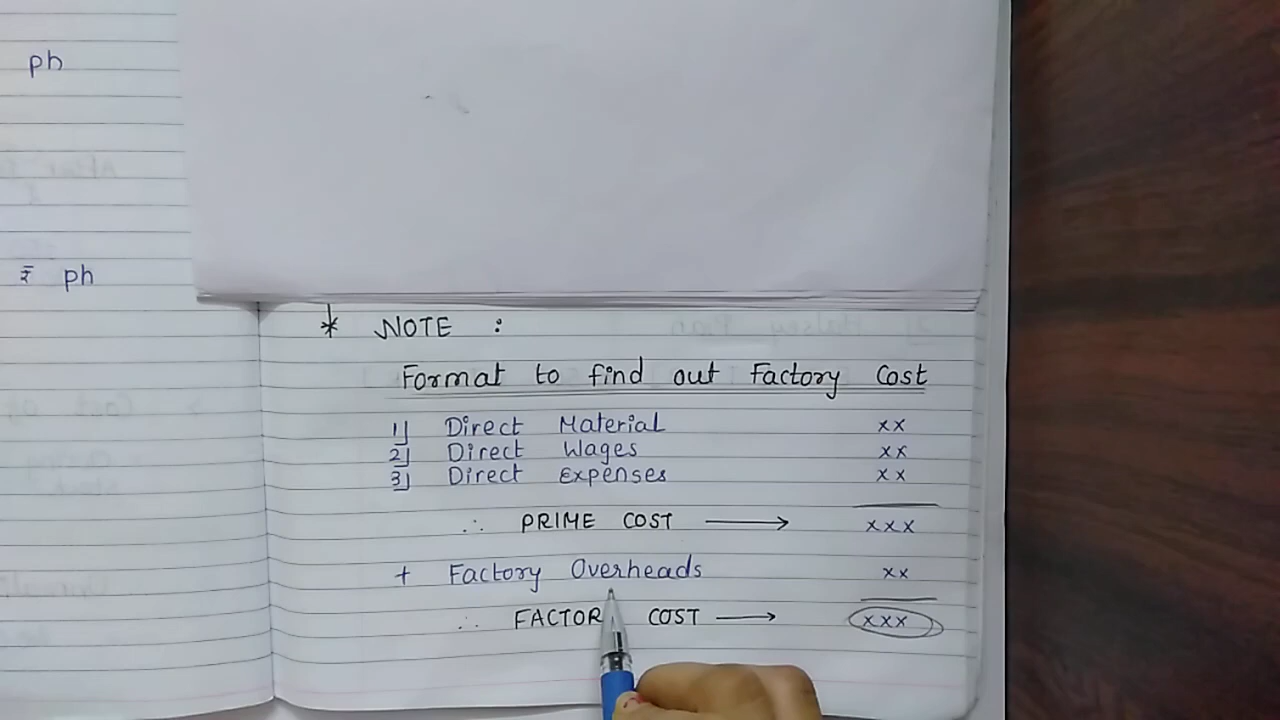 ph
₹ ph
* NOTE :
Format to find out Factory Cost
1] Direct Material xx
2] Direct Wages xx
3] Direct Expenses xx
∴ PRIME COST → xxx
+ Factory Overheads xx
∴ FACTOR COST → xxx